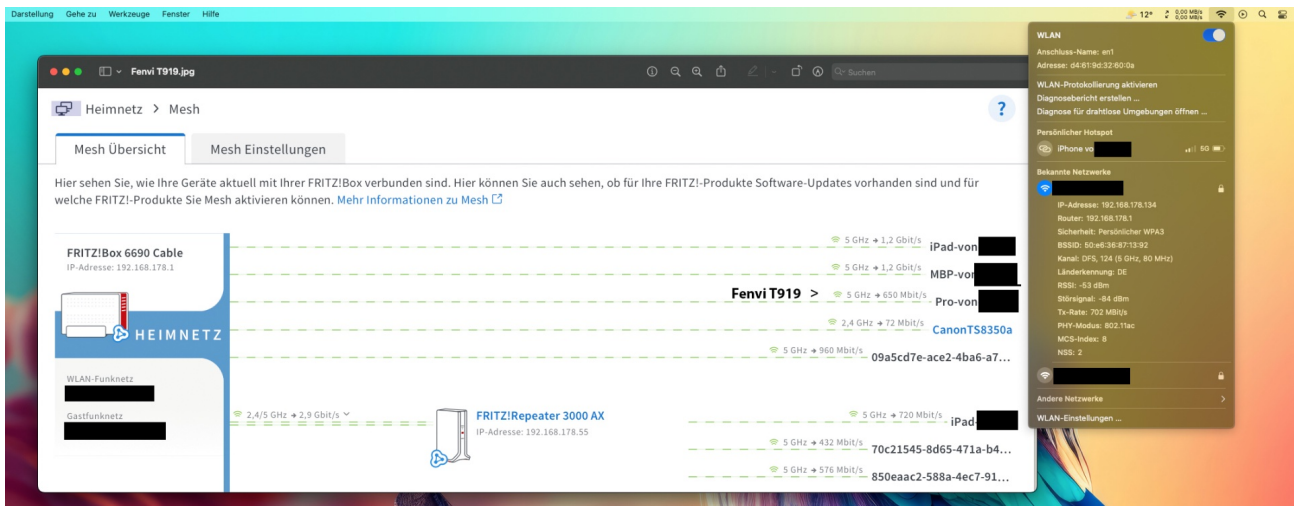 Darstellung Gehe zu Werkzeuge Fenster Hilfe
12° 0,00 MB/s
0,00 MB/s
Fenvi T919.jpg
Suchen
Heimnetz > Mesh
?
Mesh Übersicht Mesh Einstellungen
Hier sehen Sie, wie Ihre Geräte aktuell mit Ihrer FRITZ!Box verbunden sind. Hier können Sie auch sehen, ob für Ihre FRITZ!-Produkte Software-Updates vorhanden sind und für
welche FRITZ!-Produkte Sie Mesh aktivieren können. Mehr Informationen zu Mesh
FRITZ!Box 6690 Cable
IP-Adresse: 192.168.178.1
HEIMNETZ
WLAN-Funknetz
Gastfunknetz
5 GHz → 1,2 Gbit/s
iPad-von
5 GHz → 1,2 Gbit/s
MBP-vor
Fenvi T919 > 5 GHz → 650 Mbit/s
Pro-von
2,4 GHz → 72 Mbit/s
CanonTS8350a
5 GHz → 960 Mbit/s
09a5cd7e-ace2-4ba6-a7...
2,4/5 GHz → 2,9 Gbit/s
FRITZ!Repeater 3000 AX
IP-Adresse: 192.168.178.55
5 GHz → 720 Mbit/s
iPad-
5 GHz → 432 Mbit/s
70c21545-8d65-471a-b4...
5 GHz → 576 Mbit/s
850eaac2-588a-4ec7-91...
WLAN
Anschluss-Name: en1
Adresse: d4:61:9d:32:60:0a
WLAN-Protokollierung aktivieren
Diagnosebericht erstellen ...
Diagnose für drahtlose Umgebungen öffnen ...
Persönlicher Hotspot
iPhone vo 5G
Bekannte Netzwerke
IP-Adresse: 192.168.178.134
Router: 192.168.178.1
Sicherheit: Persönlicher WPA3
BSSID: 50:e6:36:87:13:92
Kanal: DFS, 124 (5 GHz, 80 MHz)
Länderkennung: DE
RSSI: -53 dBm
Störsignal: -84 dBm
Tx-Rate: 702 MBit/s
PHY-Modus: 802.11ac
MCS-Index: 8
NSS: 2
Andere Netzwerke
WLAN-Einstellungen ...